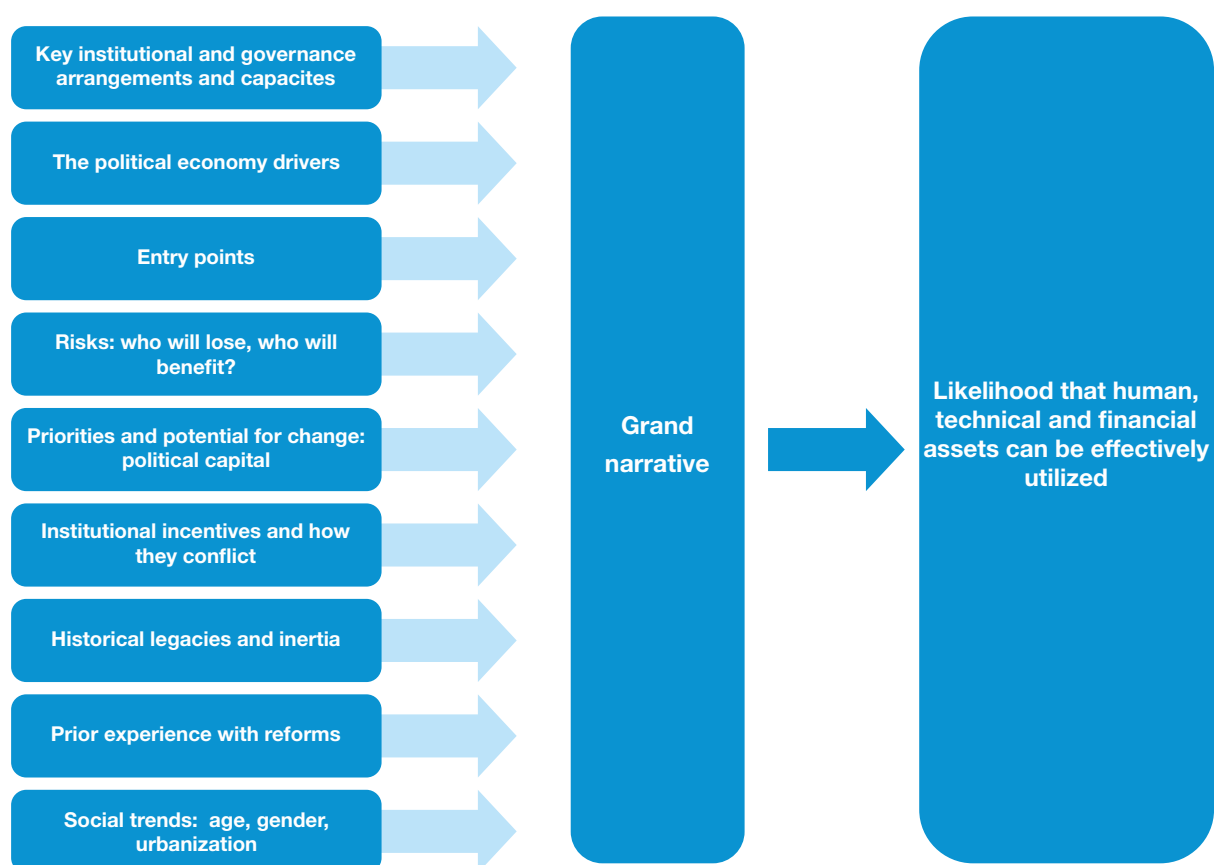 Key institutional and governance
arrangements and capacites
The political economy drivers
Entry points
Risks: who will lose, who will
benefit?
Priorities and potential for change:
political capital
Institutional incentives and how
they conflict
Historical legacies and inertia
Prior experience with reforms
Social trends:  age, gender,
urbanization
Grand
narrative
Likelihood that human,
technical and financial
assets can be effectively
utilized